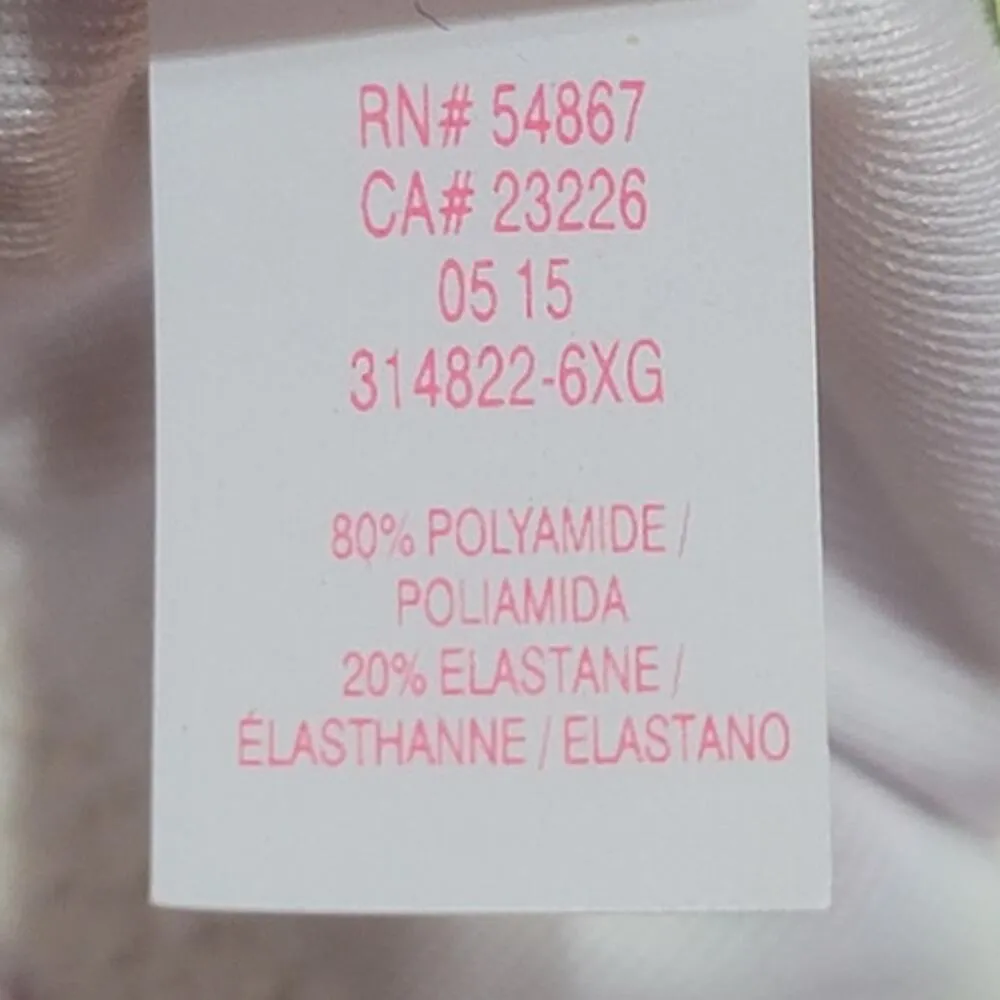 RN# 54867
CA# 23226
05 15
314822-6XG
80% POLYAMIDE /
POLIAMIDA
20% ELASTANE /
ÉLASTHANNE / ELASTANO